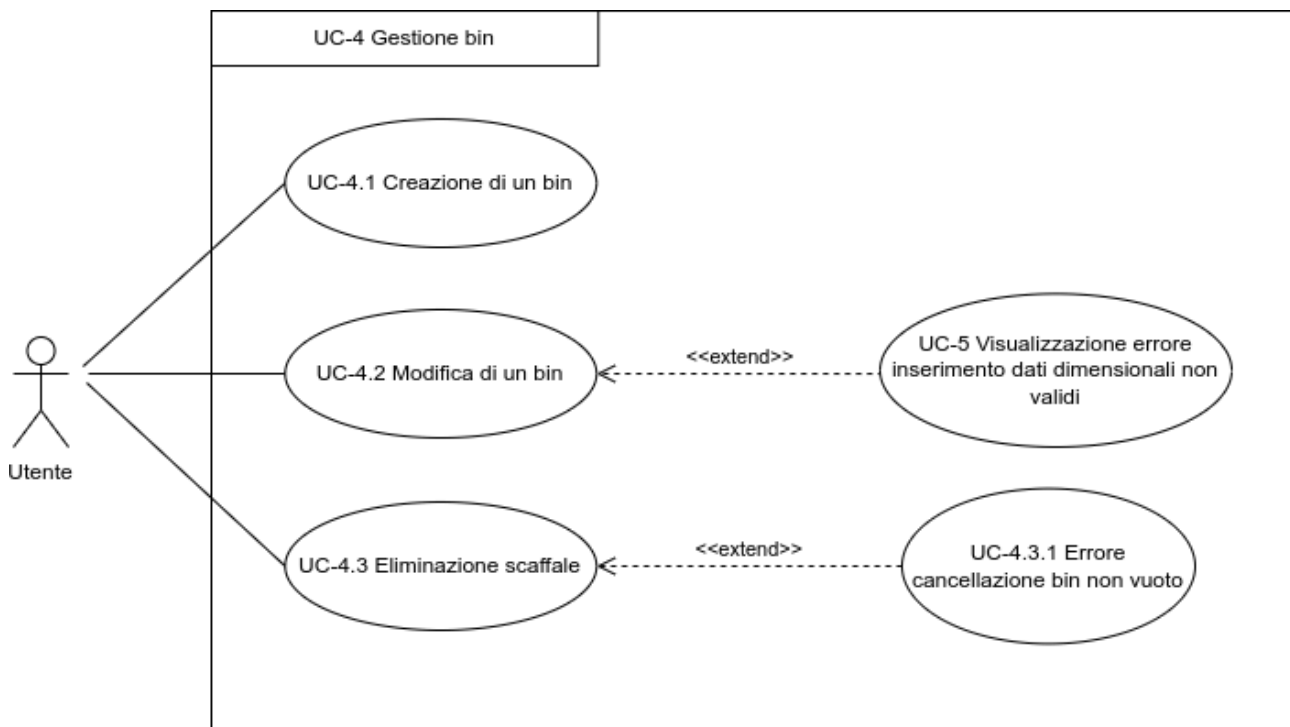 UC-4 Gestione bin
UC-4.1 Creazione di un bin
UC-4.2 Modifica di un bin
<<extend>>
UC-5 Visualizzazione errore
inserimento dati dimensionali non
validi
Utente
UC-4.3 Eliminazione scaffale
<<extend>>
UC-4.3.1 Errore
cancellazione bin non vuoto